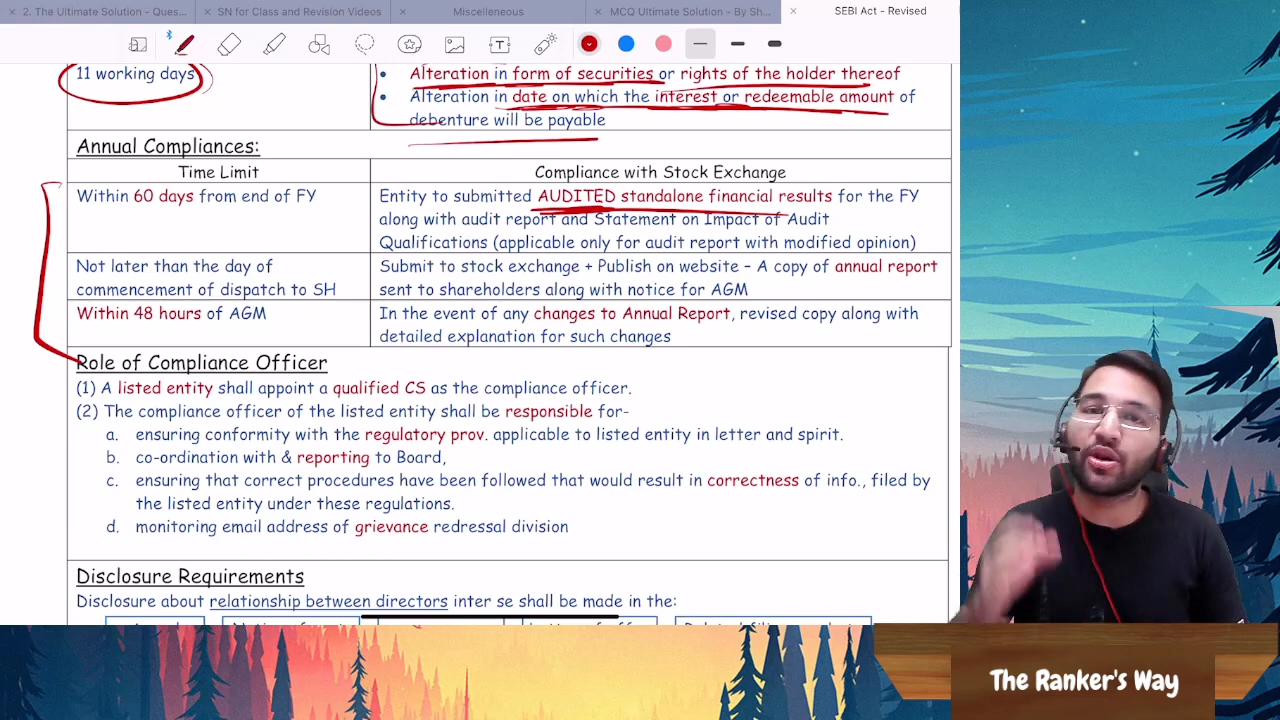 2. The Ultimate Solution - Ques...
SN for Class and Revision Videos
Miscelleneous
MCQ Ultimate Solution - By Sh...
SEBI Act - Revised
11 working days
• Alteration in form of securities or rights of the holder thereof
• Alteration in date on which the interest or redeemable amount of
debenture will be payable
Annual Compliances:
Time Limit
Compliance with Stock Exchange
Within 60 days from end of FY
Entity to submitted AUDITED standalone financial results for the FY
along with audit report and Statement on Impact of Audit
Qualifications (applicable only for audit report with modified opinion)
Not later than the day of
commencement of dispatch to SH
Submit to stock exchange + Publish on website – A copy of annual report
sent to shareholders along with notice for AGM
Within 48 hours of AGM
In the event of any changes to Annual Report, revised copy along with
detailed explanation for such changes
Role of Compliance Officer
(1) A listed entity shall appoint a qualified CS as the compliance officer.
(2) The compliance officer of the listed entity shall be responsible for-
a. ensuring conformity with the regulatory prov. applicable to listed entity in letter and spirit.
b. co-ordination with & reporting to Board,
c. ensuring that correct procedures have been followed that would result in correctness of info., filed by
the listed entity under these regulations.
d. monitoring email address of grievance redressal division
Disclosure Requirements
Disclosure about relationship between directors inter se shall be made in the:
The Ranker's Way